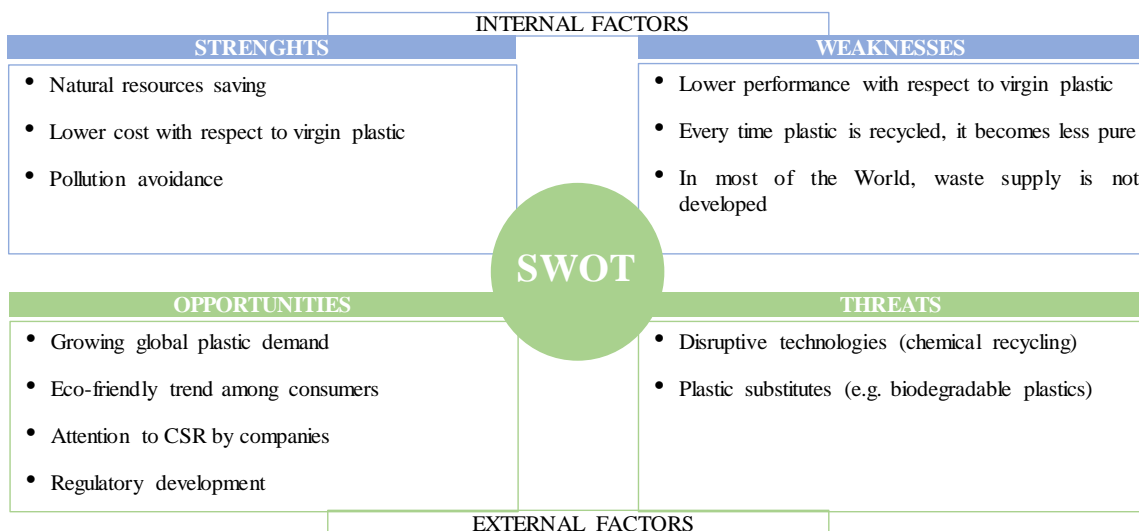 INTERNAL FACTORS
STRENGHTS
• Natural resources saving
• Lower cost with respect to virgin plastic
• Pollution avoidance
WEAKNESSES
• Lower performance with respect to virgin plastic
• Every time plastic is recycled, it becomes less pure
• In most of the World, waste supply is not
developed
SWOT
OPPORTUNITIES
• Growing global plastic demand
• Eco-friendly trend among consumers
• Attention to CSR by companies
• Regulatory development
THREATS
• Disruptive technologies (chemical recycling)
• Plastic substitutes (e.g. biodegradable plastics)
EXTERNAL FACTORS